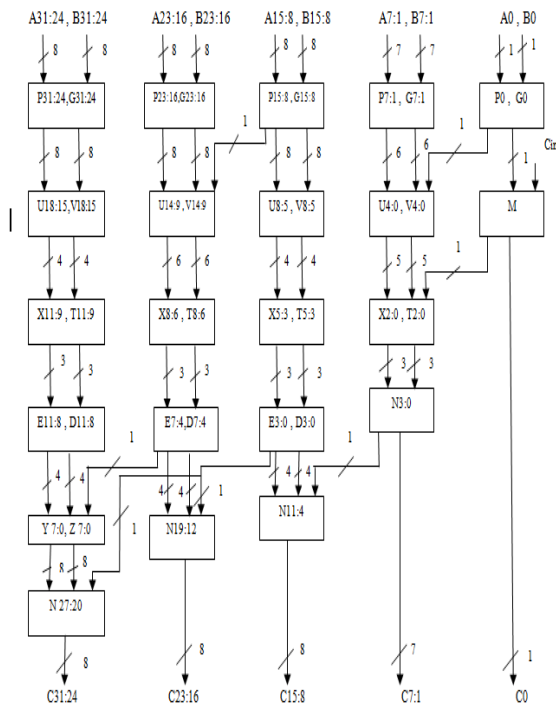 A31:24 , B31:24 A23:16 , B23:16 A15:8 , B15:8 A7:1 , B7:1 A0 , B0
8 8 8 8 8 8 7 7 1 1
P31:24,G31:24 P23:16,G23:16 P15:8 , G15:8 P7:1 , G7:1 P0 , G0
1 1 Cin
8 8 8 8 8 8 6 6 1
U18:15,V18:15 U14:9 , V14:9 U8:5 , V8:5 U4:0 , V4:0 M
4 4 6 6 4 4 5 5 1
X11:9 , T11:9 X8:6 , T8:6 X5:3 , T5:3 X2:0 , T2:0
3 3 3 3 3 3 3 3
N3:0
E11:8 , D11:8 E7:4,D7:4 E3:0 , D3:0
1 1
4 4 4 4 1 4 4
N11:4
Y 7:0, Z 7:0 N19:12
1
8 8
N 27:20
8 8 8 7 1
C31:24 C23:16 C15:8 C7:1 C0